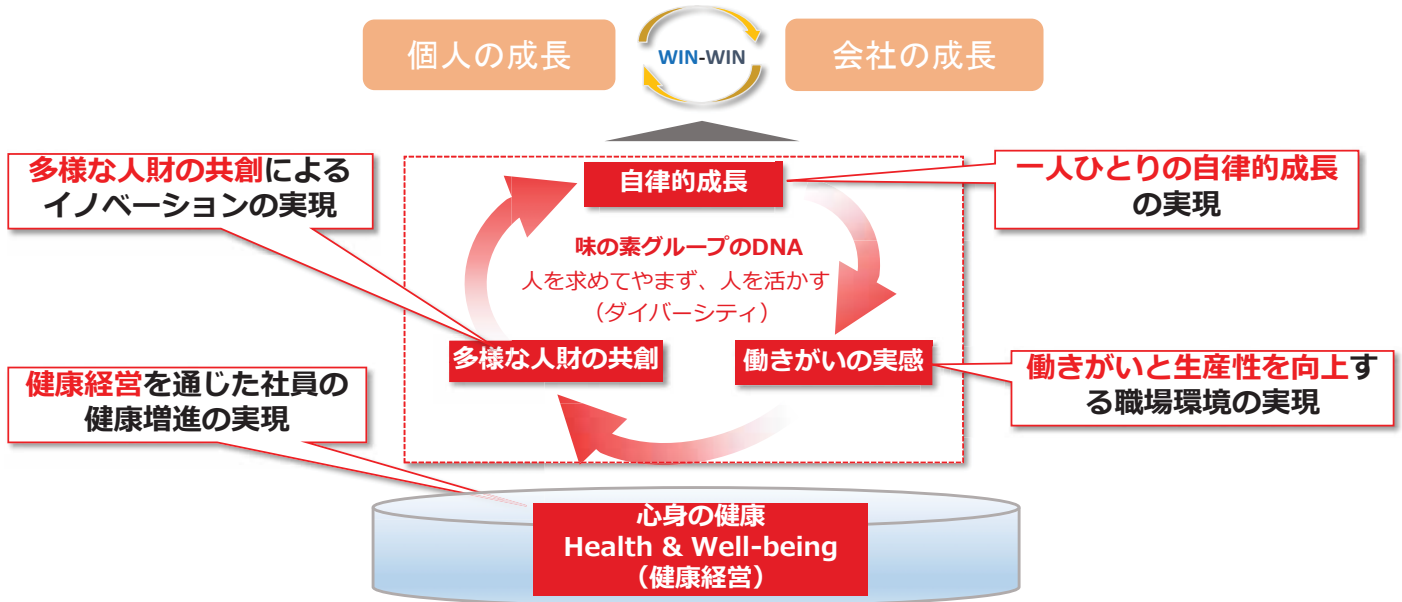 個人の成長
WIN-WIN
会社の成長
多様な人財の共創による
イノベーションの実現
自律的成長
一人ひとりの自律的成長
の実現
味の素グループのDNA
人を求めてやまず、人を活かす
（ダイバーシティ）
多様な人財の共創
働きがいの実感
健康経営を通じた社員の
健康増進の実現
働きがいと生産性を向上す
る職場環境の実現
心身の健康
Health & Well-being
（健康経営）